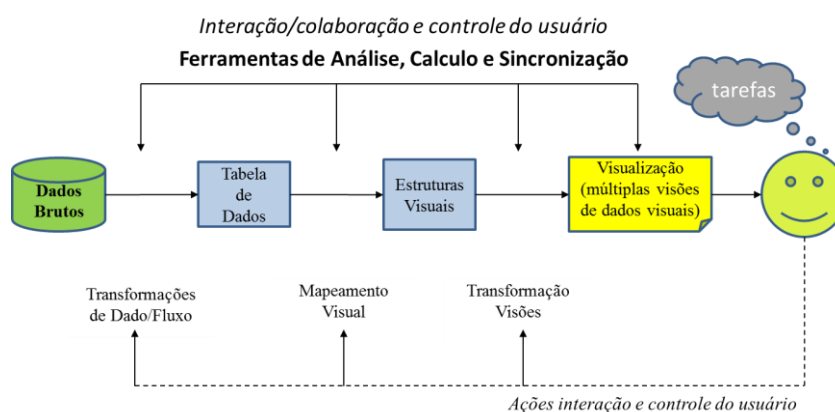 Interação/colaboração e controle do usuário
Ferramentas de Análise, Calculo e Sincronização
tarefas
Dados
Brutos
Tabela
de
Dados
Estruturas
Visuais
Visualização
(múltiplas visões
de dados visuais)
Transformações
de Dado/Fluxo
Mapeamento
Visual
Transformação
Visões
Ações interação e controle do usuário